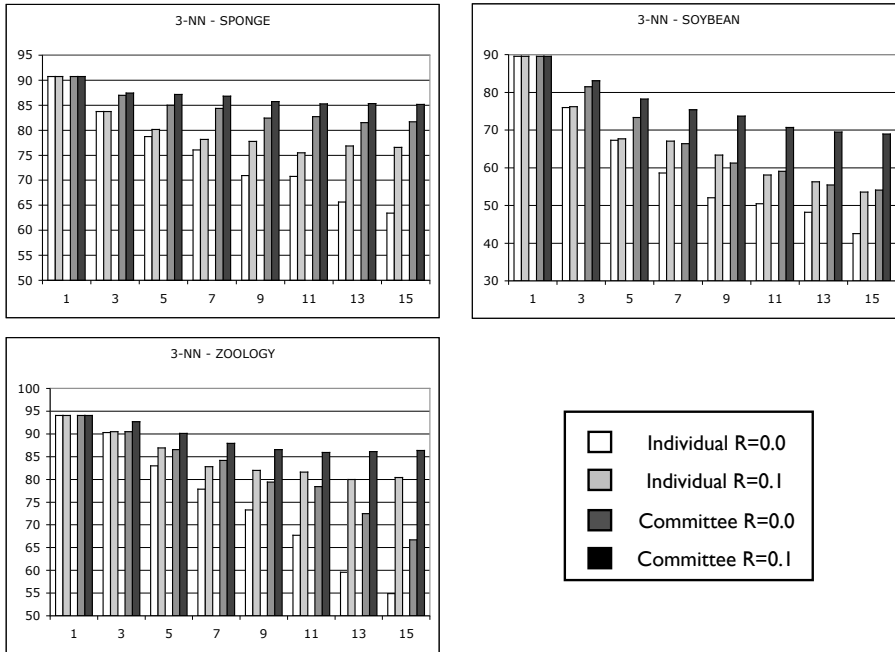 3-NN - SPONGE
95
90
85
80
75
70
65
60
55
50
1 3 5 7 9 11 13 15
3-NN - SOYBEAN
90
80
70
60
50
40
30
1 3 5 7 9 11 13 15
3-NN - ZOOLOGY
100
95
90
85
80
75
70
65
60
55
50
1 3 5 7 9 11 13 15
Individual R=0.0
Individual R=0.1
Committee R=0.0
Committee R=0.1